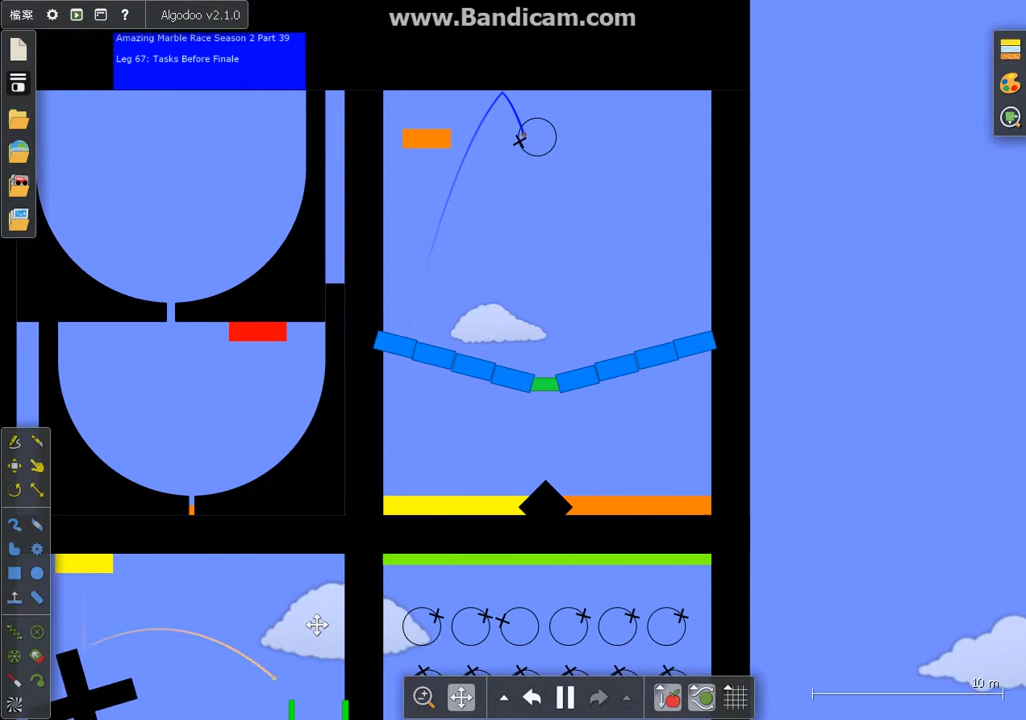 www.Bandicam.com
檔案
Algodoo v2.1.0
Amazing Marble Race Season 2 Part 39
Leg 67: Tasks Before Finale
10 m